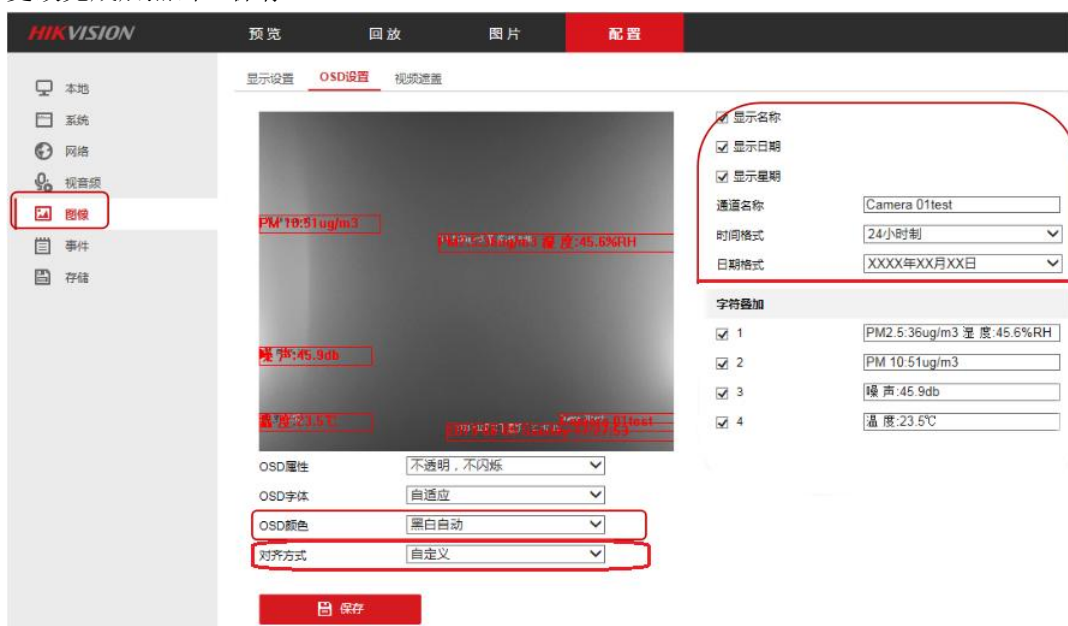 HIKVISION 预览 回放 图片 配置
显示设置 OSD设置 视频遮盖
本地
系统
网络
视音频
图像
事件
存储
PM 10:51ug/m3
度:45.6%RH
噪 声:45.9db
温 度:23.5℃
OSD属性 不透明，不闪烁
OSD字体 自适应
OSD颜色 黑白自动
对齐方式 自定义
保存
显示名称
显示日期
显示星期
通道名称 Camera 01test
时间格式 24小时制
日期格式 XXXX年XX月XX日
字符叠加
1 PM2.5:36ug/m3 湿 度:45.6%RH
2 PM 10:51ug/m3
3 噪 声:45.9db
4 温 度:23.5℃